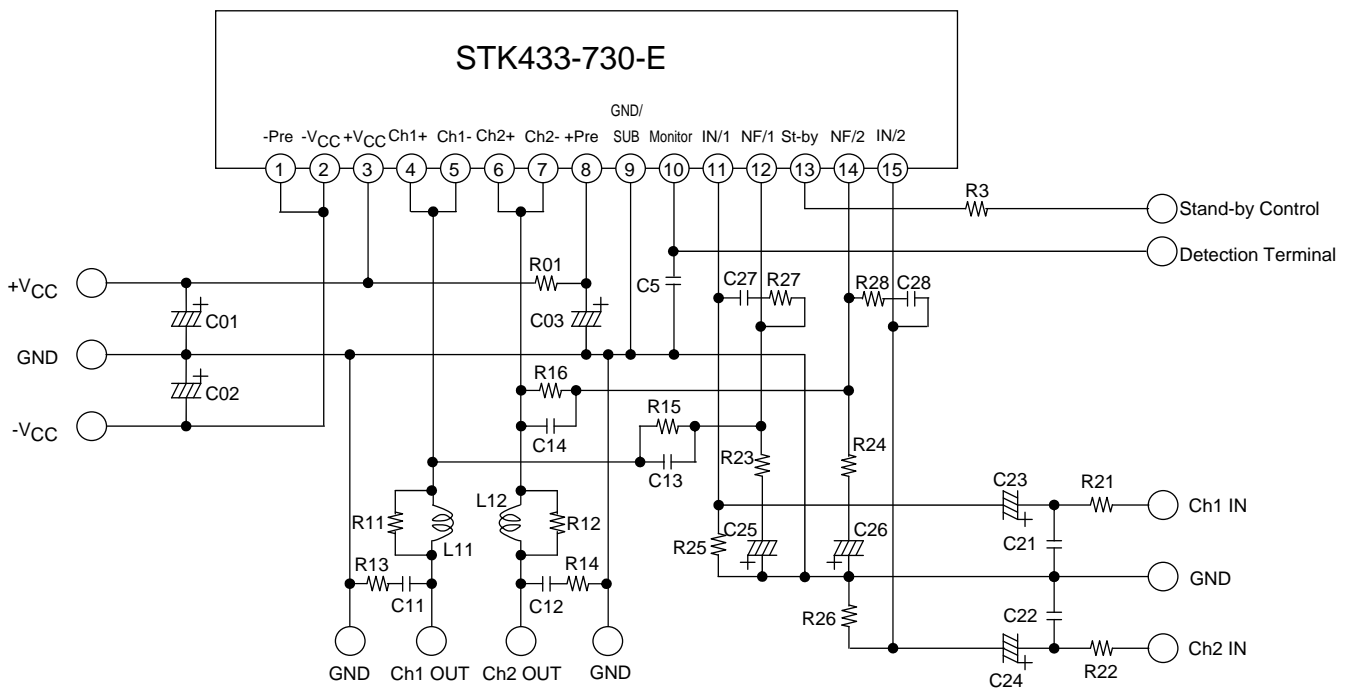 STK433-730-E
GND/
-Pre -VCC +VCC Ch1+ Ch1- Ch2+ Ch2- +Pre SUB Monitor IN/1 NF/1 St-by NF/2 IN/2
1 2 3 4 5 6 7 8 9 10 11 12 13 14 15
R3
Stand-by Control
Detection Terminal
+VCC
R01
C5
C27 R27
R28 C28
+
C01
+
C03
GND
+
C02
R16
-VCC
C14
R15
C13
R23
R24
C23
R21
Ch1 IN
+
R11
L11
L12
R12
R25
C25
+
C26
+
C21
R13
C11
C12
R14
GND
R26
C22
Ch2 IN
+
C24
R22
GND Ch1 OUT Ch2 OUT GND